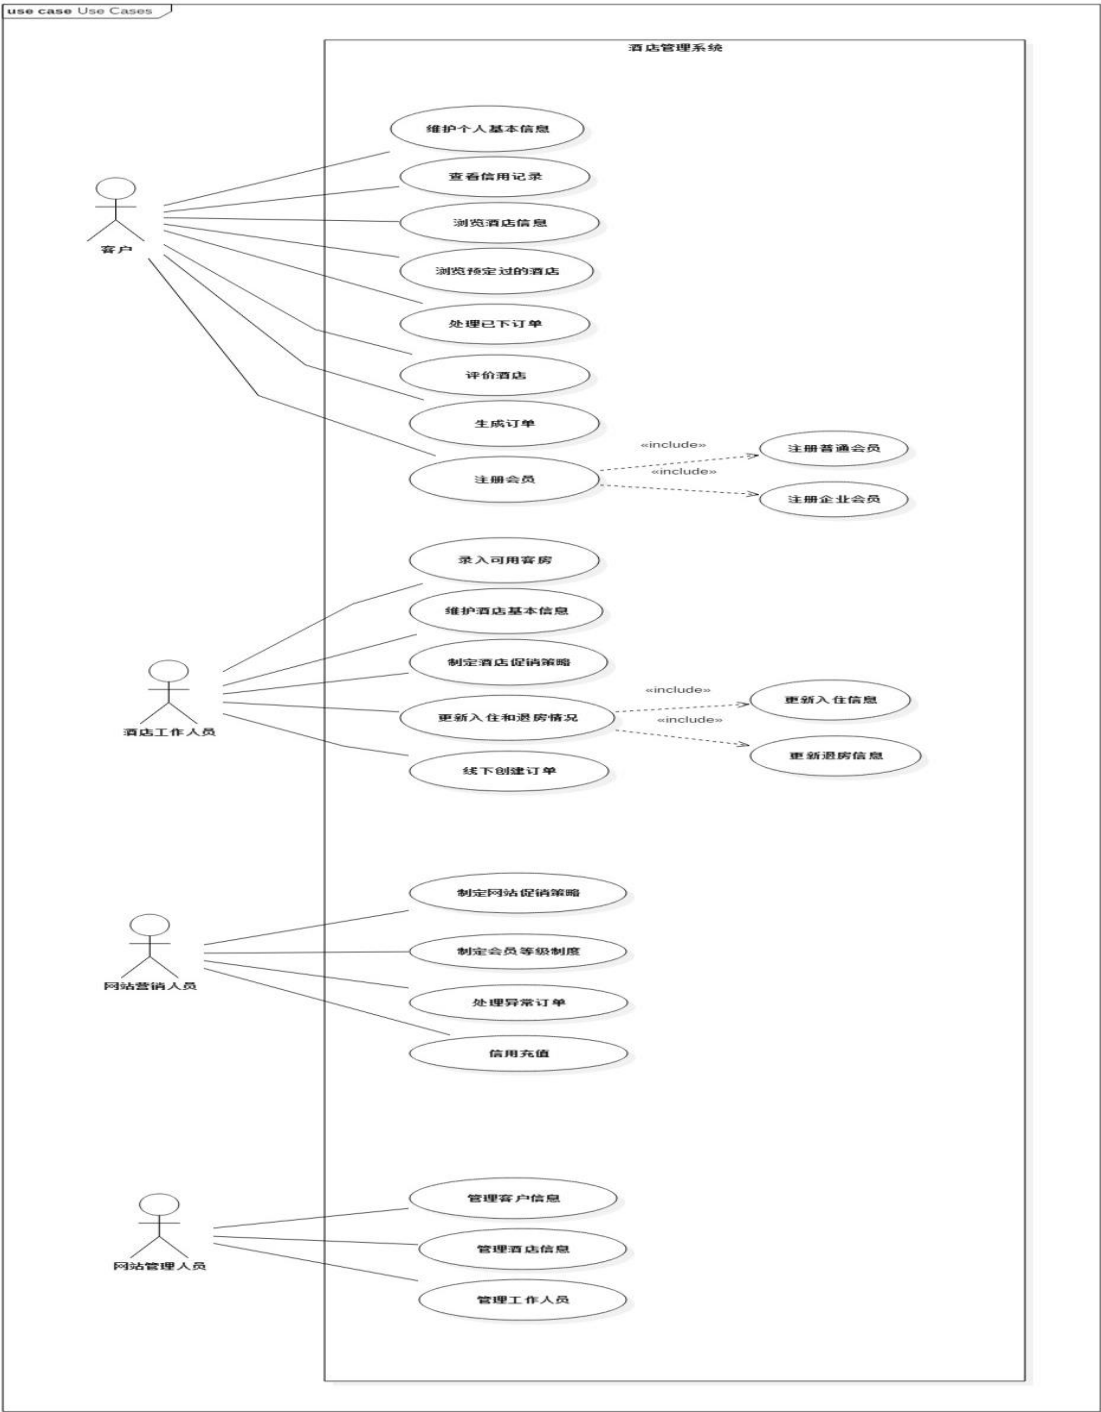 use case Use Cases
酒店管理系统
维护个人基本信息
查看信用记录
浏览酒店信息
客户
浏览预定过的酒店
处理已下订单
评价酒店
生成订单
«include»
注册普通会员
«include»
注册会员
注册企业会员
录入可用客房
维护酒店基本信息
制定酒店促销策略
«include»
更新入住信息
更新入住和退房情况
«include»
酒店工作人员
更新退房信息
线下创建订单
制定网站促销策略
制定会员等级制度
网站营销人员
处理异常订单
信用充值
管理客户信息
管理酒店信息
网站管理人员
管理工作人员